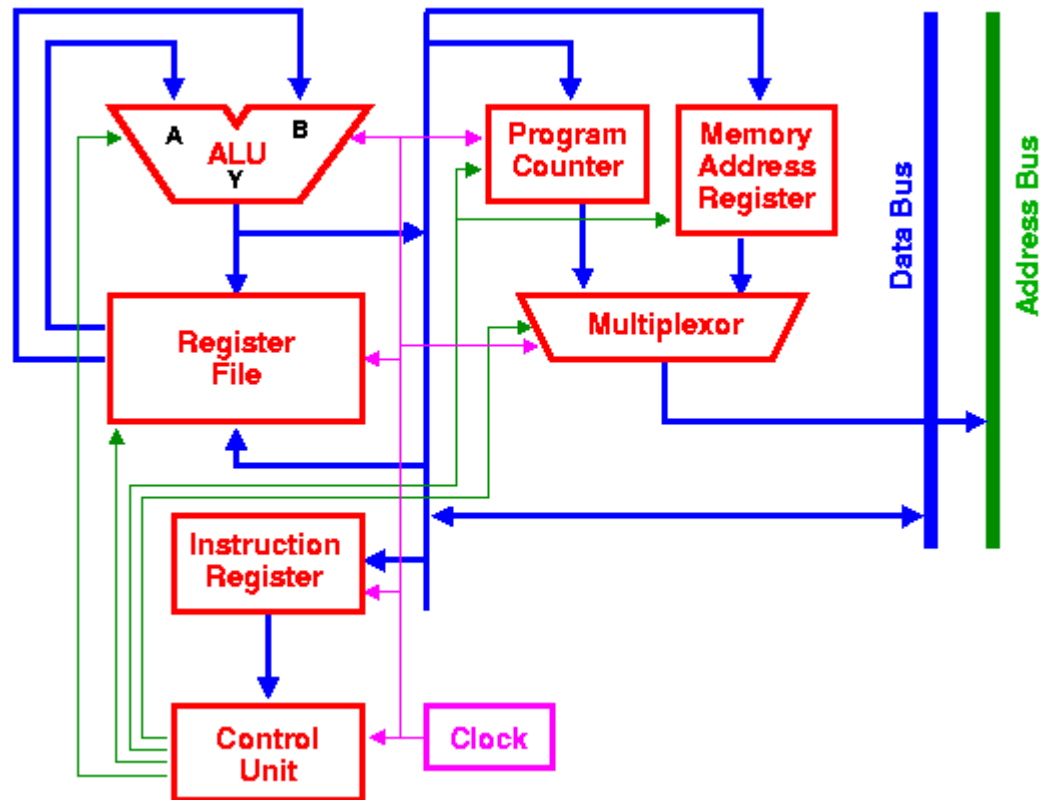 A
B
ALU
Y
Program
Counter
Memory
Address
Register
Data Bus
Address Bus
Register
File
Multiplexor
Instruction
Register
Control
Unit
Clock